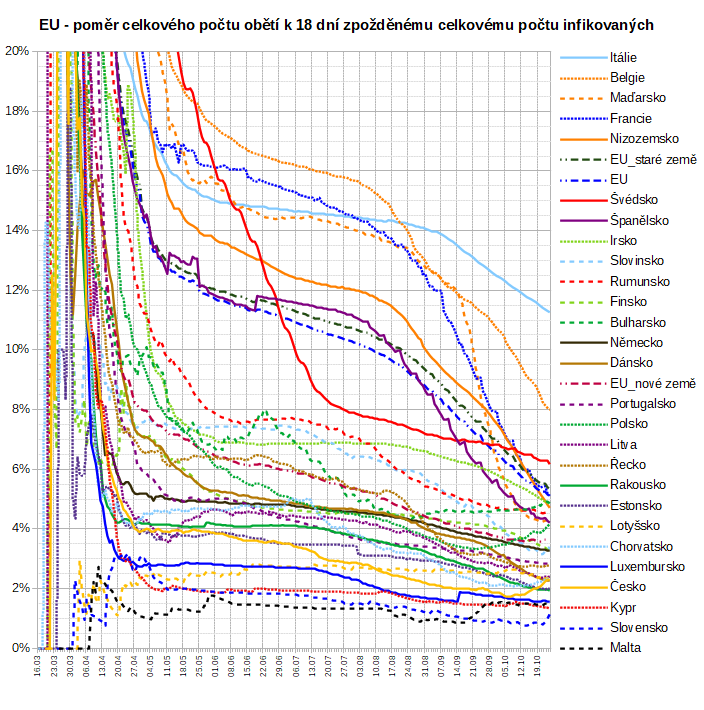 EU - poměr celkového počtu obětí k 18 dní zpožděnému celkovému počtu infikovaných
20%
18%
16%
14%
12%
10%
8%
6%
4%
2%
0%
16.03
23.03
30.03
06.04
13.04
20.04
27.04
04.05
11.05
18.05
25.05
01.06
08.06
15.06
22.06
29.06
06.07
13.07
20.07
27.07
03.08
10.08
17.08
24.08
31.08
07.09
14.09
21.09
28.09
05.10
12.10
19.10
Itálie
Belgie
Maďarsko
Francie
Nizozemsko
EU_staré země
EU
Švédsko
Španělsko
Irsko
Slovinsko
Rumunsko
Finsko
Bulharsko
Německo
Dánsko
EU_nové země
Portugalsko
Polsko
Litva
Řecko
Rakousko
Estonsko
Lotyšsko
Chorvatsko
Luxembursko
Česko
Kypr
Slovensko
Malta